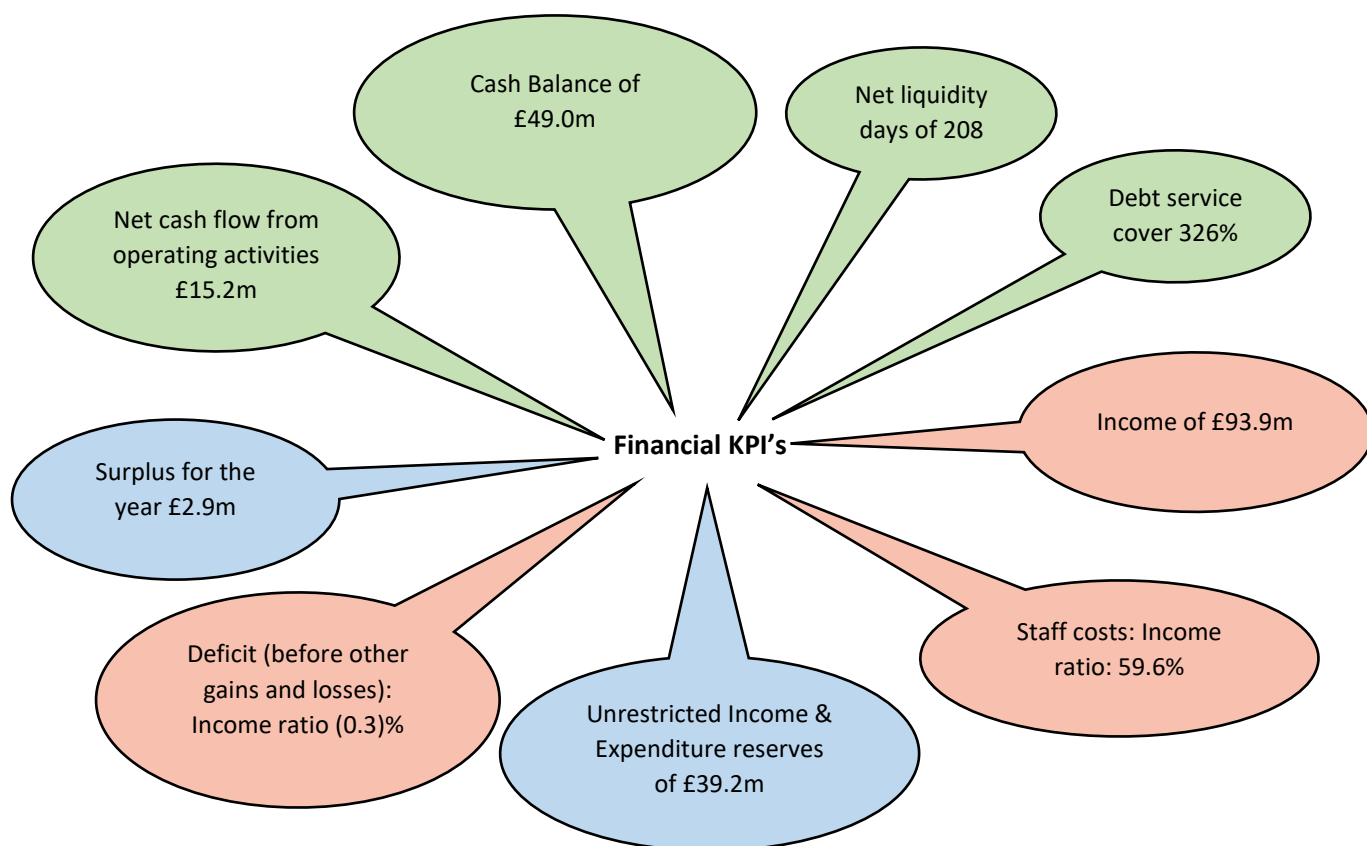 Cash Balance of
£49.0m
Net liquidity
days of 208
Net cash flow from
operating activities
£15.2m
Debt service
cover 326%
Financial KPI’s
Income of £93.9m
Surplus for the
year £2.9m
Deficit (before other
gains and losses):
Income ratio (0.3)%
Staff costs: Income
ratio: 59.6%
Unrestricted Income &
Expenditure reserves
of £39.2m